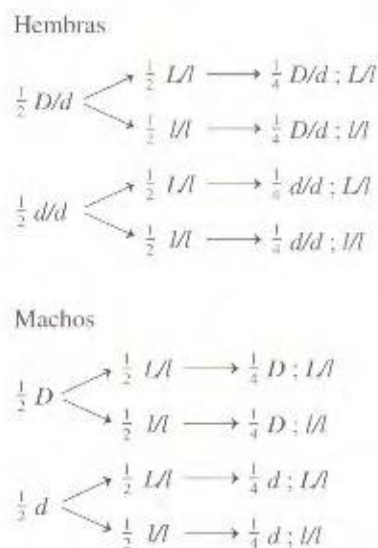 Hembras
½ L/l ⟶ ¼ D/d ; L/l
½ D/d
½ l/l ⟶ ¼ D/d ; l/l
½ L/l ⟶ ¼ d/d ; L/l
½ d/d
½ l/l ⟶ ¼ d/d ; l/l
Machos
½ L/l ⟶ ¼ D ; L/l
½ D
½ l/l ⟶ ¼ D ; l/l
½ L/l ⟶ ¼ d ; L/l
½ d
½ l/l ⟶ ¼ d ; l/l